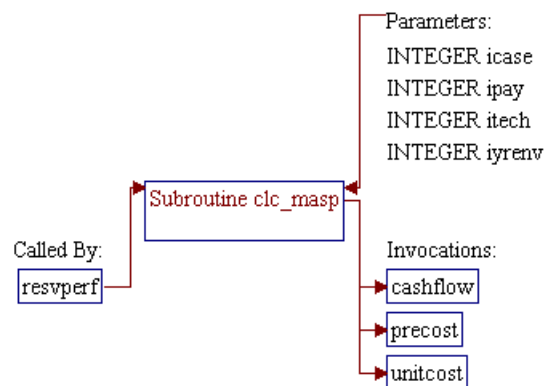 Parameters:
INTEGER icase
INTEGER ipay
INTEGER itech
INTEGER iyrenv
Subroutine clc_masp
Called By:
resvperf
Invocations:
cashflow
precost
unitcost